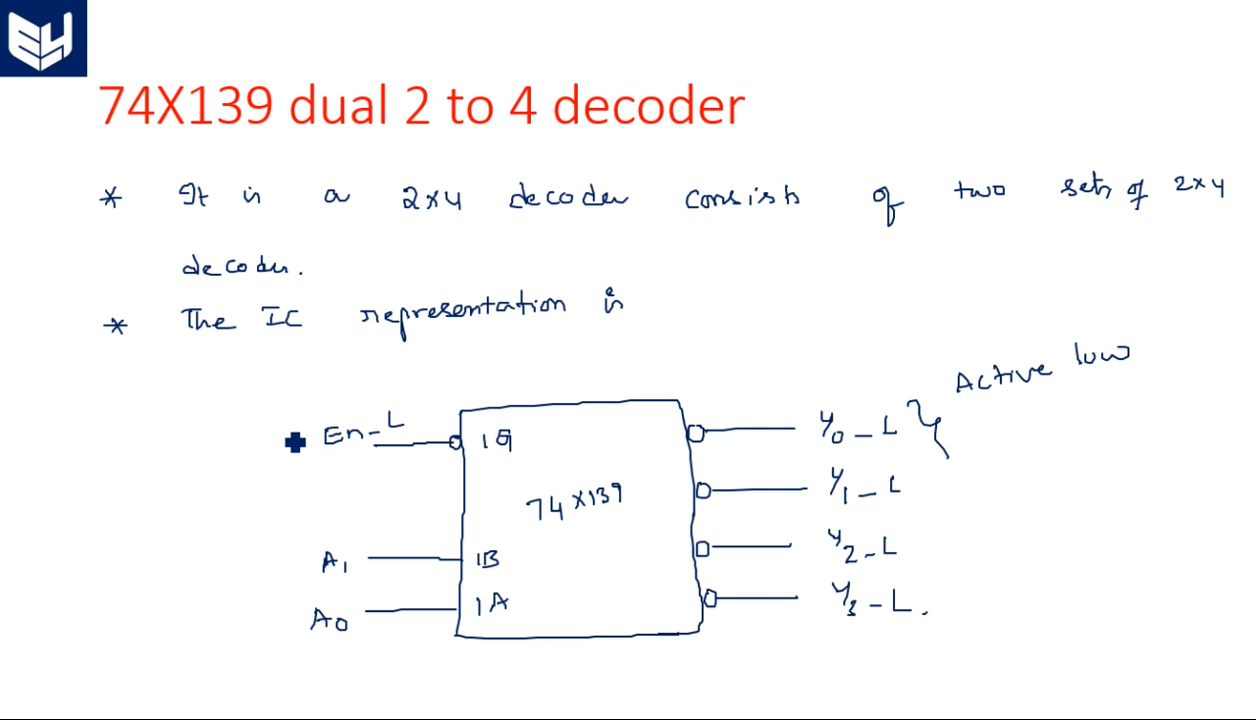 74X139 dual 2 to 4 decoder
* It is a 2x4 decoder consists of two sets of 2x4
decoder.
* The IC representation is
Active low
En-L 1G Y0-L
74x139 Y1-L
A1 1B Y2-L
A0 1A Y3-L.